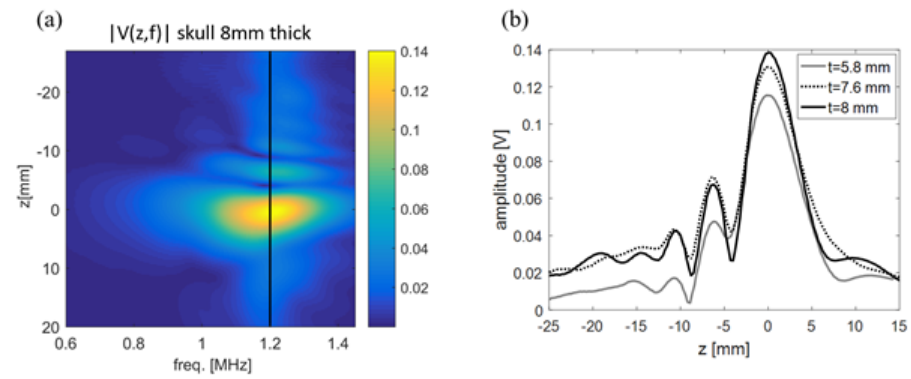 (a)
|V(z,f)| skull 8mm thick
-20
-10
0
10
20
z[mm]
0.6 0.8 1 1.2 1.4
freq. [MHz]
0.14
0.12
0.1
0.08
0.06
0.04
0.02
(b)
0.14
0.12
0.1
0.08
0.06
0.04
0.02
0
amplitude [V]
t=5.8 mm
t=7.6 mm
t=8 mm
-25 -20 -15 -10 -5 0 5 10 15
z [mm]